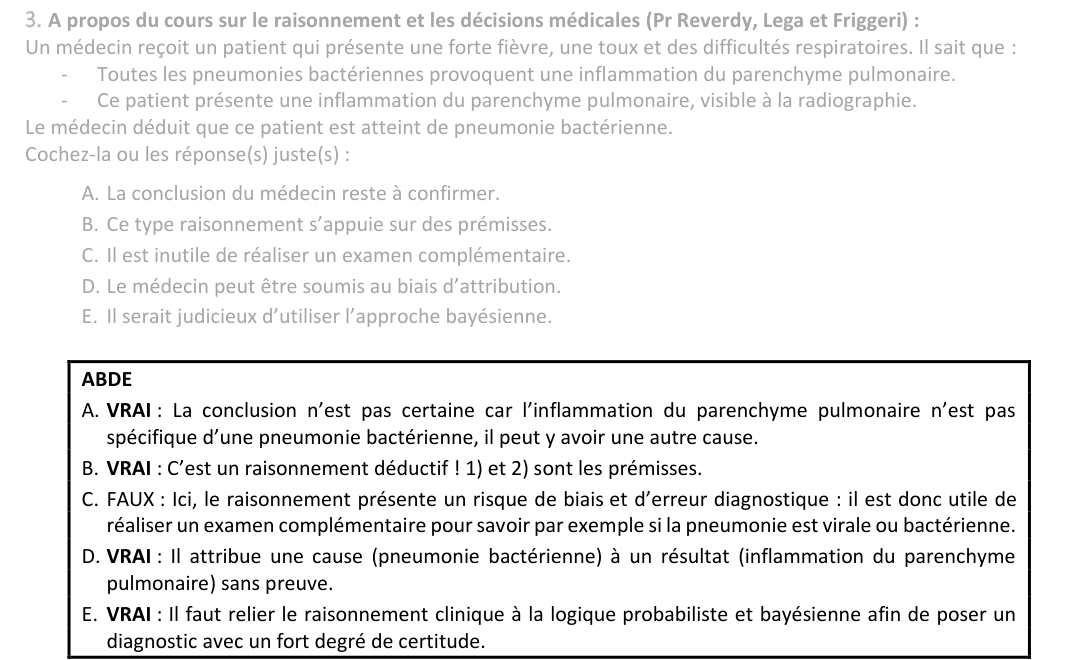 3. A propos du cours sur le raisonnement et les décisions médicales (Pr Reverdy, Lega et Friggeri) :
Un médecin reçoit un patient qui présente une forte fièvre, une toux et des difficultés respiratoires. Il sait que :
- Toutes les pneumonies bactériennes provoquent une inflammation du parenchyme pulmonaire.
- Ce patient présente une inflammation du parenchyme pulmonaire, visible à la radiographie.
Le médecin déduit que ce patient est atteint de pneumonie bactérienne.
Cochez-la ou les réponse(s) juste(s) :
A. La conclusion du médecin reste à confirmer.
B. Ce type raisonnement s’appuie sur des prémisses.
C. Il est inutile de réaliser un examen complémentaire.
D. Le médecin peut être soumis au biais d’attribution.
E. Il serait judicieux d’utiliser l’approche bayésienne.
ABDE
A. VRAI : La conclusion n’est pas certaine car l’inflammation du parenchyme pulmonaire n’est pas
spécifique d’une pneumonie bactérienne, il peut y avoir une autre cause.
B. VRAI : C’est un raisonnement déductif ! 1) et 2) sont les prémisses.
C. FAUX : Ici, le raisonnement présente un risque de biais et d’erreur diagnostique : il est donc utile de
réaliser un examen complémentaire pour savoir par exemple si la pneumonie est virale ou bactérienne.
D. VRAI : Il attribue une cause (pneumonie bactérienne) à un résultat (inflammation du parenchyme
pulmonaire) sans preuve.
E. VRAI : Il faut relier le raisonnement clinique à la logique probabiliste et bayésienne afin de poser un
diagnostic avec un fort degré de certitude.